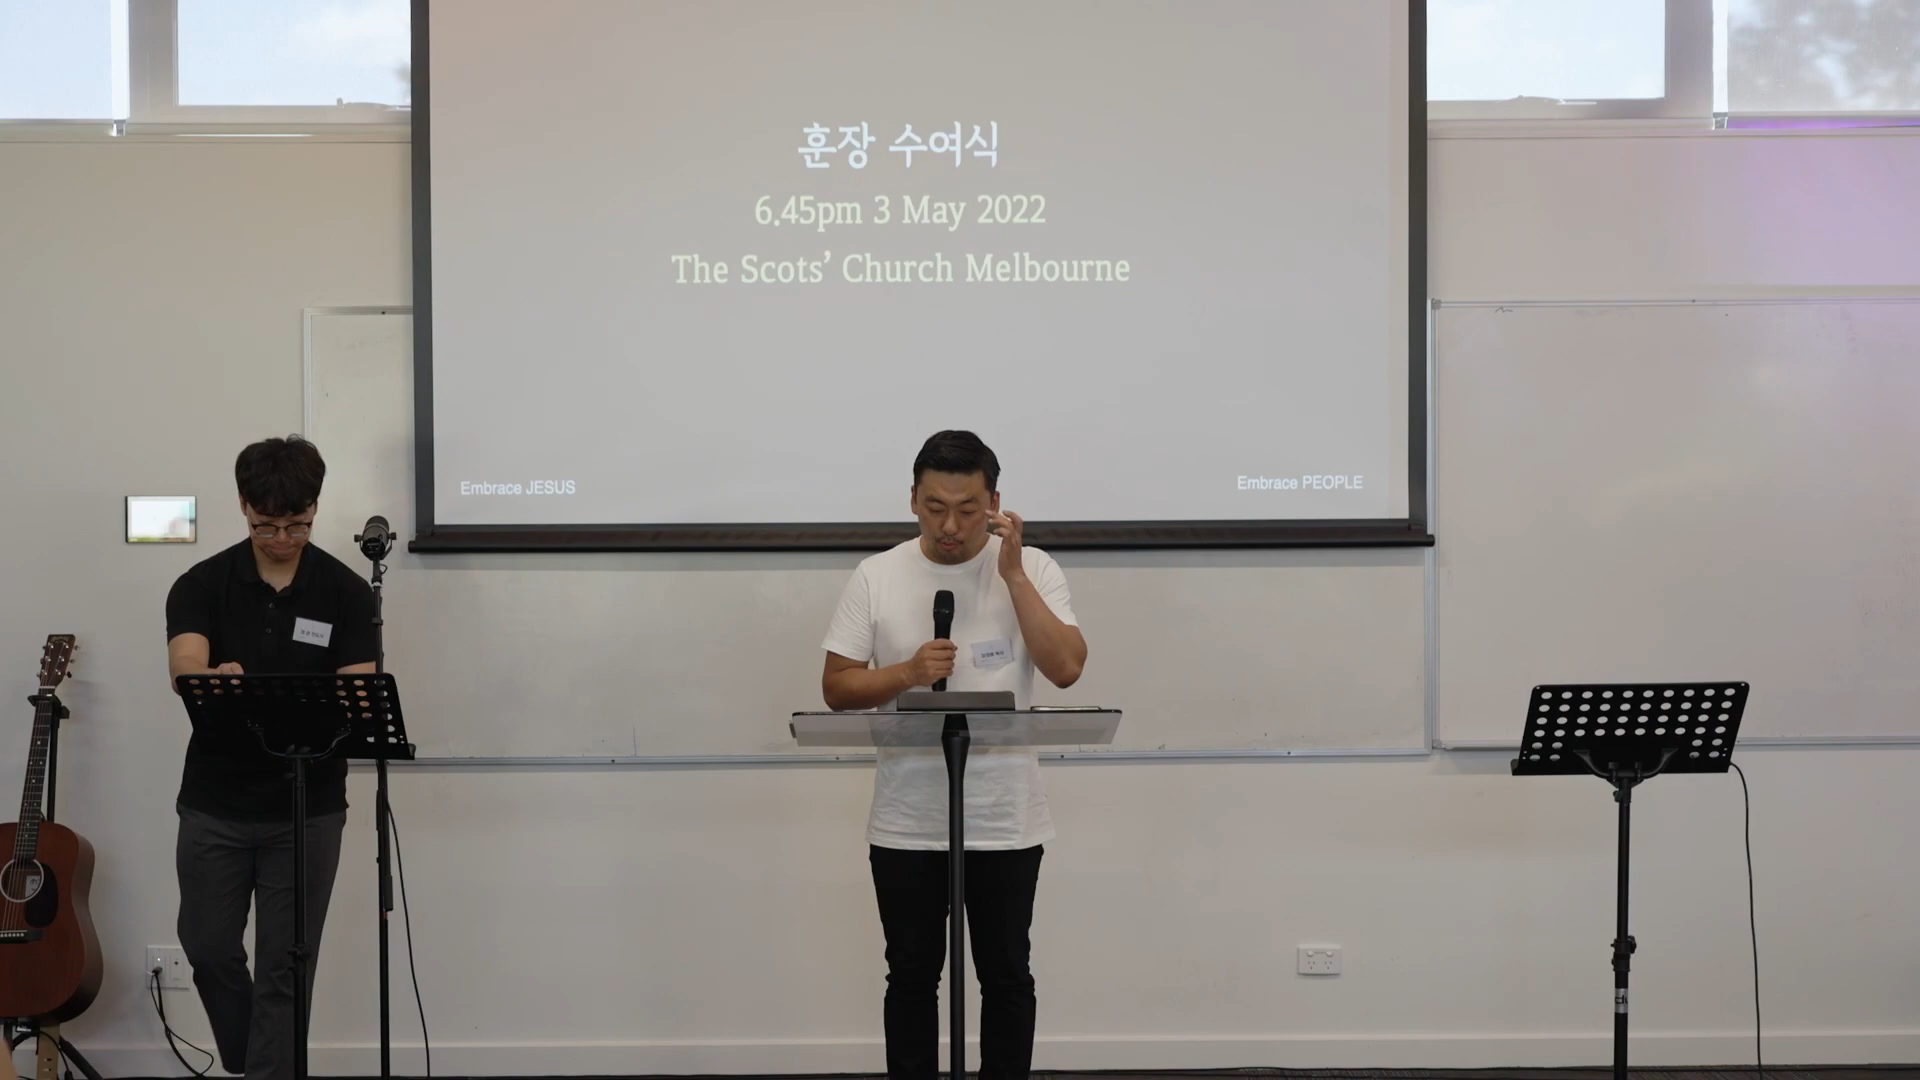 훈장 수여식
6.45pm 3 May 2022
The Scots' Church Melbourne
Embrace JESUS
Embrace PEOPLE